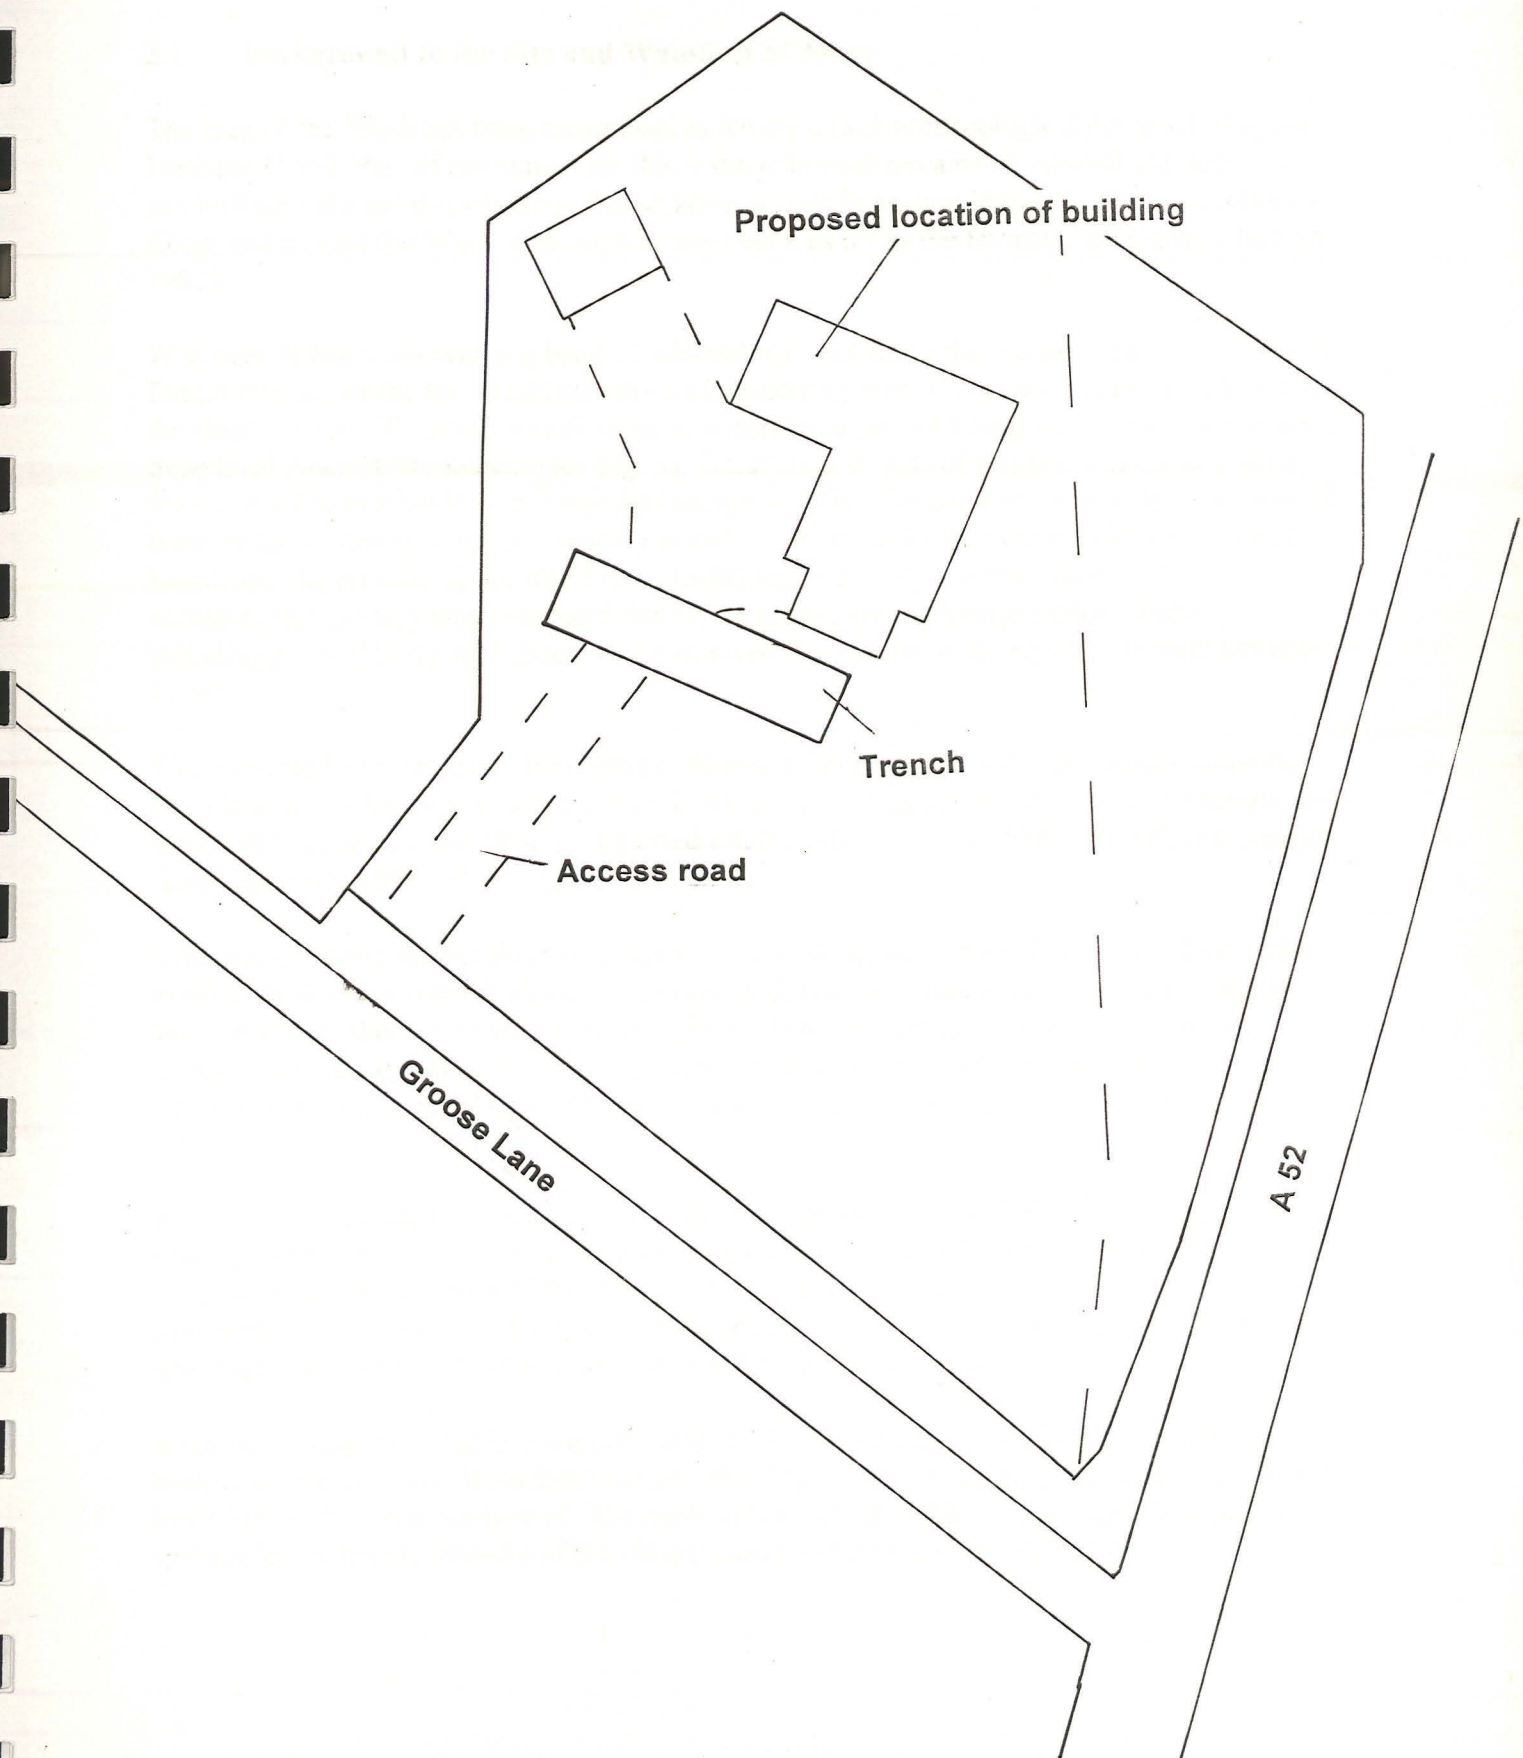 Proposed location of building
Trench
Access road
Groose Lane
A 52